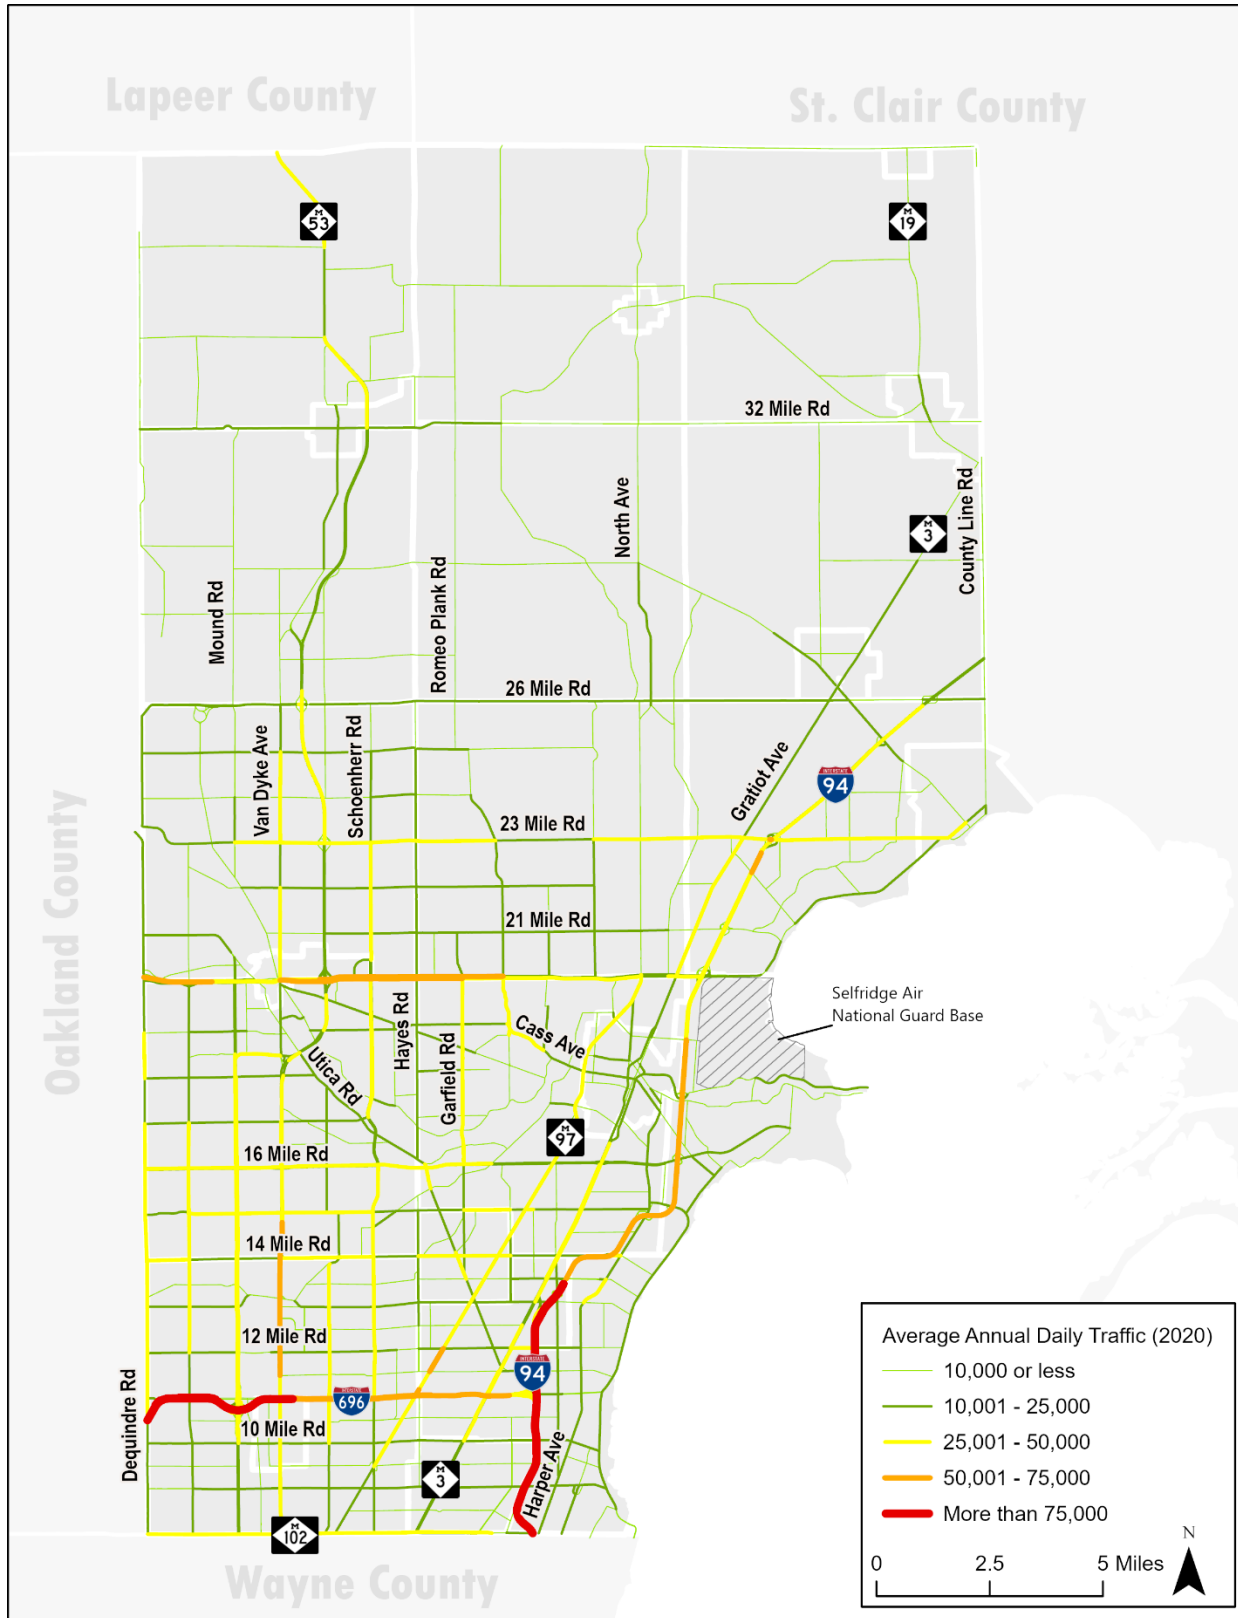 Lapeer County
St. Clair County
M
53
M
19
32 Mile Rd
North Ave
County Line Rd
M
3
Mound Rd
Romeo Plank Rd
26 Mile Rd
Van Dyke Ave
Schoenherr Rd
Gratiot Ave
INTERSTATE
94
23 Mile Rd
Oakland County
21 Mile Rd
Selfridge Air
National Guard Base
Hayes Rd
Cass Ave
Garfield Rd
Utica Rd
M
97
16 Mile Rd
14 Mile Rd
12 Mile Rd
INTERSTATE
94
Dequindre Rd
INTERSTATE
696
10 Mile Rd
Harper Ave
M
3
M
102
Wayne County
Average Annual Daily Traffic (2020)
10,000 or less
10,001 - 25,000
25,001 - 50,000
50,001 - 75,000
More than 75,000
N
0 2.5 5 Miles